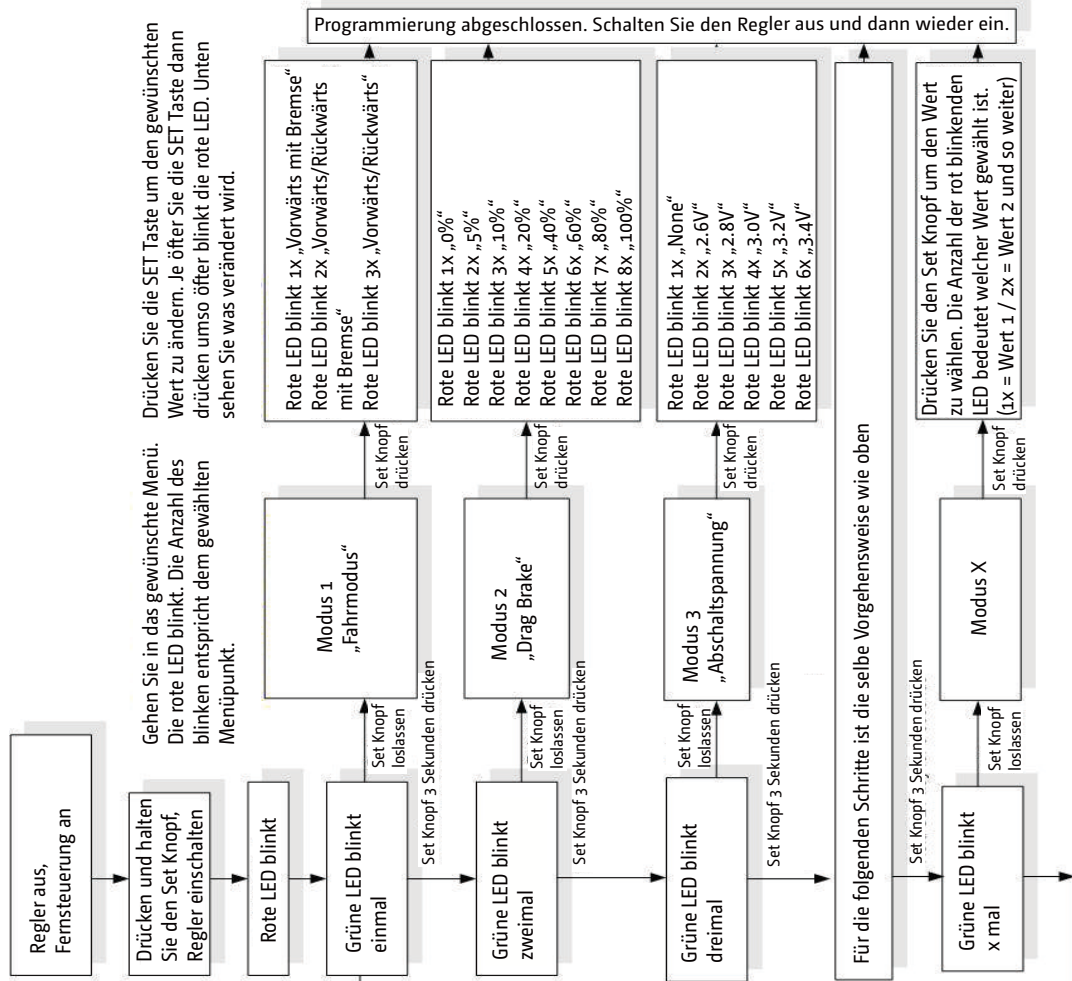 Regler aus,
Fernsteuerung an
Drücken und halten
Sie den Set Knopf,
Regler einschalten
Rote LED blinkt
Gehen Sie in das gewünschte Menü.
Die rote LED blinkt. Die Anzahl des
blinken entspricht dem gewählten
Menüpunkt.
Drücken Sie die SET Taste um den gewünschten
Wert zu ändern. Je öfter Sie die SET Taste dann
drücken umso öfter blinkt die rote LED. Unten
sehen Sie was verändert wird.
Grüne LED blinkt
einmal
Set Knopf
loslassen
Modus 1
„Fahrmodus“
Set Knopf
drücken
Rote LED blinkt 1x „Vorwärts mit Bremse“
Rote LED blinkt 2x „Vorwärts/Rückwärts
mit Bremse“
Rote LED blinkt 3x „Vorwärts/Rückwärts“
Set Knopf 3 Sekunden drücken
Grüne LED blinkt
zweimal
Set Knopf
loslassen
Modus 2
„Drag Brake“
Set Knopf
drücken
Rote LED blinkt 1x „0%“
Rote LED blinkt 2x „5%“
Rote LED blinkt 3x „10%“
Rote LED blinkt 4x „20%“
Rote LED blinkt 5x „40%“
Rote LED blinkt 6x „60%“
Rote LED blinkt 7x „80%“
Rote LED blinkt 8x „100%“
Set Knopf 3 Sekunden drücken
Grüne LED blinkt
dreimal
Set Knopf
loslassen
Modus 3
„Abschaltspannung“
Set Knopf
drücken
Rote LED blinkt 1x „None“
Rote LED blinkt 2x „2.6V“
Rote LED blinkt 3x „2.8V“
Rote LED blinkt 4x „3.0V“
Rote LED blinkt 5x „3.2V“
Rote LED blinkt 6x „3.4V“
Set Knopf 3 Sekunden drücken
Für die folgenden Schritte ist die selbe Vorgehensweise wie oben
Set Knopf 3 Sekunden drücken
Grüne LED blinkt
x mal
Set Knopf
loslassen
Modus X
Set Knopf
drücken
Drücken Sie den Set Knopf um den Wert
zu wählen. Die Anzahl der rot blinkenden
LED bedeutet welcher Wert gewählt ist.
(1x = Wert 1 / 2x = Wert 2 und so weiter)
Programmierung abgeschlossen. Schalten Sie den Regler aus und dann wieder ein.